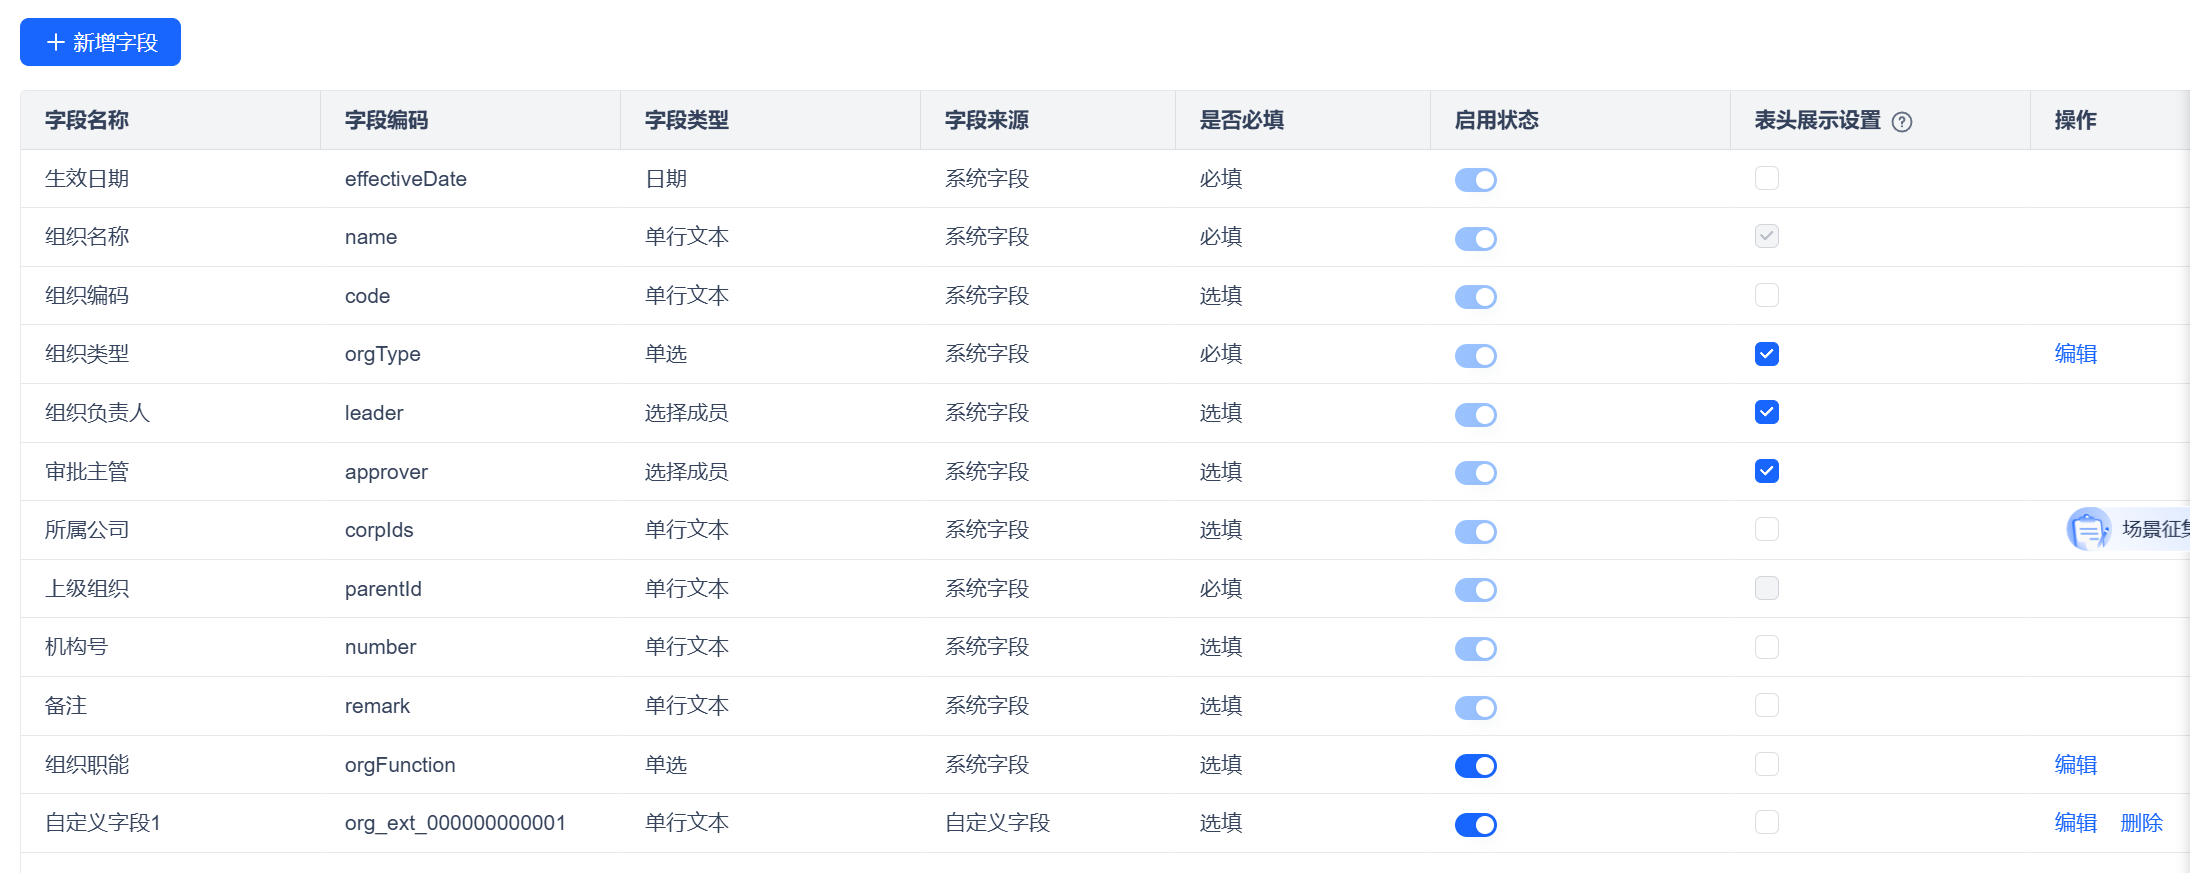 新增字段
字段名称 字段编码 字段类型 字段来源 是否必填 启用状态 表头展示设置 ? 操作
生效日期 effectiveDate 日期 系统字段 必填
组织名称 name 单行文本 系统字段 必填
组织编码 code 单行文本 系统字段 选填
组织类型 orgType 单选 系统字段 必填 编辑
组织负责人 leader 选择成员 系统字段 选填
审批主管 approver 选择成员 系统字段 选填
所属公司 corpIds 单行文本 系统字段 选填 场景征集
上级组织 parentId 单行文本 系统字段 必填
机构号 number 单行文本 系统字段 选填
备注 remark 单行文本 系统字段 选填
组织职能 orgFunction 单选 系统字段 选填 编辑
自定义字段1 org_ext_000000000001 单行文本 自定义字段 选填 编辑 删除